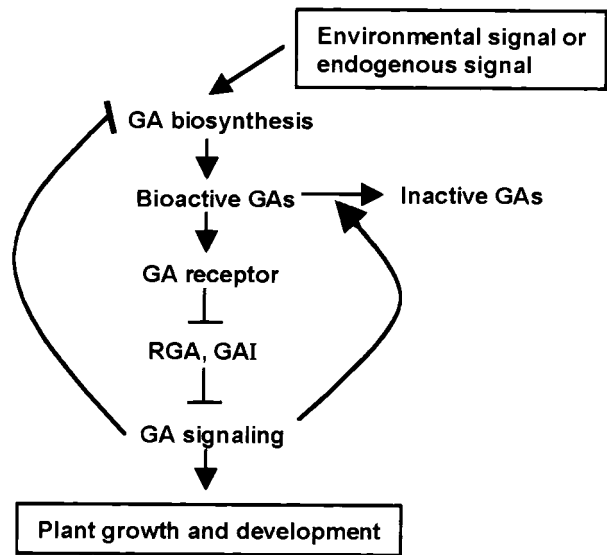 Environmental signal or
endogenous signal
GA biosynthesis
Bioactive GAs
Inactive GAs
GA receptor
RGA, GAI
GA signaling
Plant growth and development